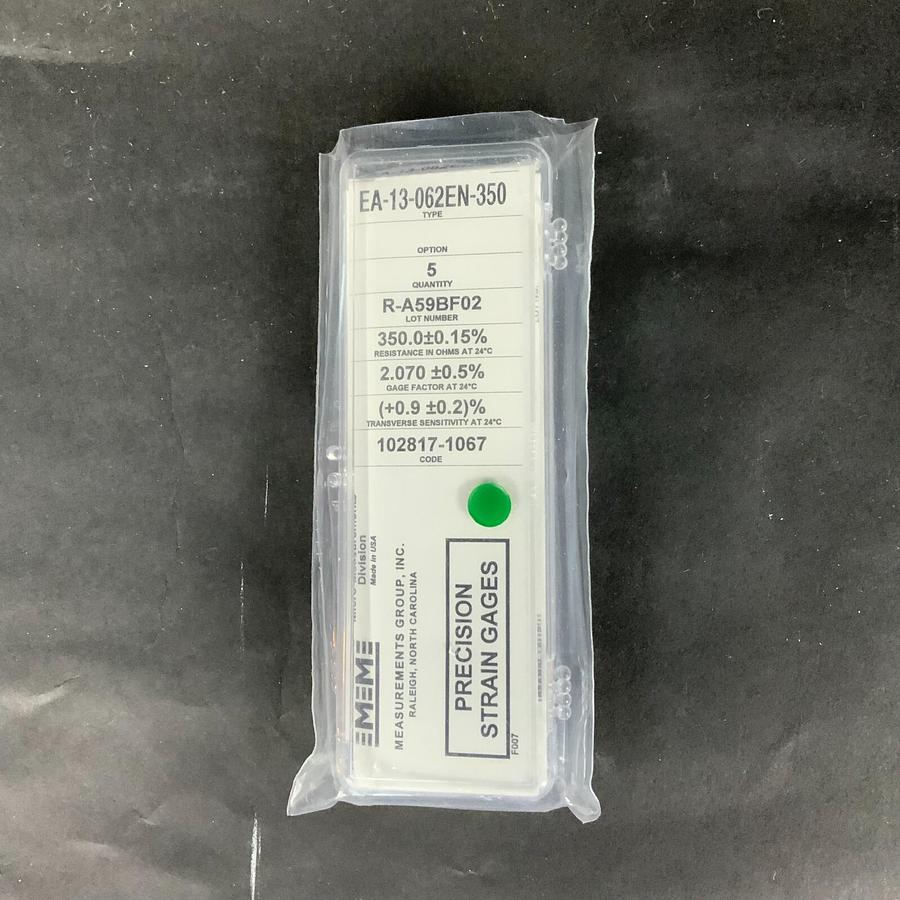 EA-13-062EN-350
TYPE
OPTION
5
QUANTITY
R-A59BF02
LOT NUMBER
350.0±0.15%
RESISTANCE IN OHMS AT 24°C
2.070 ±0.5%
GAGE FACTOR AT 24°C
(+0.9 ±0.2)%
TRANSVERSE SENSITIVITY AT 24°C
102817-1067
CODE
Division
Made in USA
MEASUREMENTS GROUP, INC.
RALEIGH, NORTH CAROLINA
PRECISION
STRAIN GAGES
F007